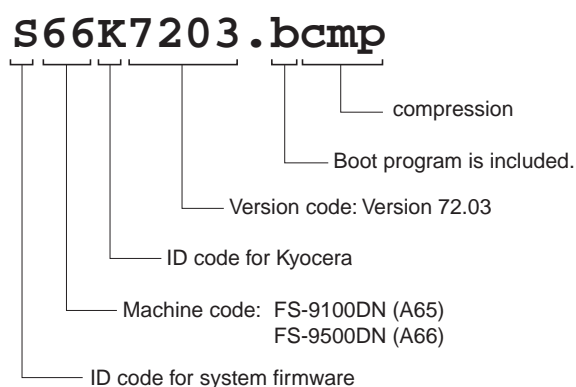 S66K7203.bcmp
compression
Boot program is included.
Version code: Version 72.03
ID code for Kyocera
Machine code: FS-9100DN (A65)
FS-9500DN (A66)
ID code for system firmware